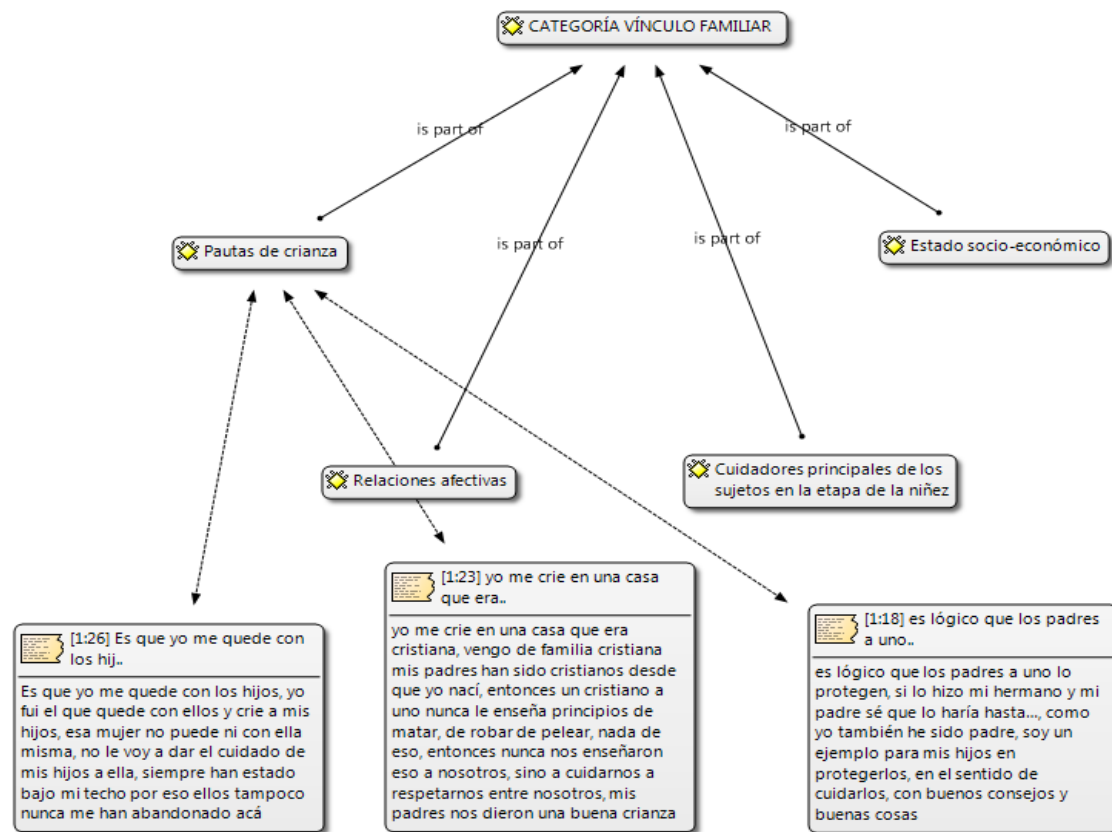 CATEGORÍA VÍNCULO FAMILIAR
is part of
is part of
is part of
is part of
Pautas de crianza
Estado socio-económico
Relaciones afectivas
Cuidadores principales de los
sujetos en la etapa de la niñez
[1:26] Es que yo me quede con
los hij..
Es que yo me quede con los hijos, yo
fui el que quede con ellos y crie a mis
hijos, esa mujer no puede ni con ella
misma, no le voy a dar el cuidado de
mis hijos a ella, siempre han estado
bajo mi techo por eso ellos tampoco
nunca me han abandonado acá
[1:23] yo me crie en una casa
que era..
yo me crie en una casa que era
cristiana, vengo de familia cristiana
mis padres han sido cristianos desde
que yo nací, entonces un cristiano a
uno nunca le enseña principios de
matar, de robar de pelear, nada de
eso, entonces nunca nos enseñaron
eso a nosotros, sino a cuidarnos a
respetarnos entre nosotros, mis
padres nos dieron una buena crianza
[1:18] es lógico que los padres
a uno..
es lógico que los padres a uno lo
protegen, si lo hizo mi hermano y mi
padre sé que lo haría hasta..., como
yo también he sido padre, soy un
ejemplo para mis hijos en
protegerlos, en el sentido de
cuidarlos, con buenos consejos y
buenas cosas